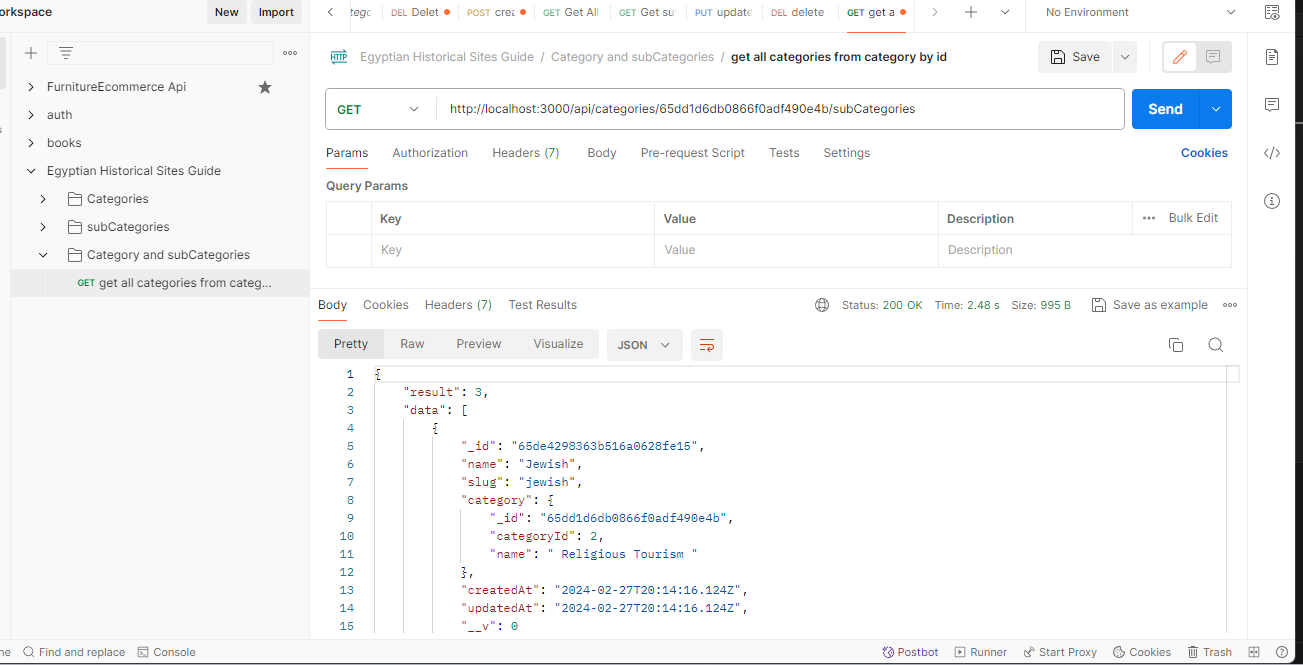 orkspace
New Import
tego
DEL Delet
POST crea
GET Get All
GET Get su
PUT update
DEL delete
GET get a
No Environment
FurnitureEcommerce Api
auth
books
Egyptian Historical Sites Guide
Categories
subCategories
Category and subCategories
GET get all categories from categ...
HTTP Egyptian Historical Sites Guide / Category and subCategories / get all categories from category by id
Save
GET http://localhost:3000/api/categories/65dd1d6db0866f0adf490e4b/subCategories
Send
Params Authorization Headers (7) Body Pre-request Script Tests Settings Cookies
Query Params
Key Value Description Bulk Edit
Key Value Description
Body Cookies Headers (7) Test Results Status: 200 OK Time: 2.48 s Size: 995 B Save as example
Pretty Raw Preview Visualize JSON
1 {
2 "result": 3,
3 "data": [
4 {
5 "_id": "65de4298363b516a0628fe15",
6 "name": "Jewish",
7 "slug": "jewish",
8 "category": {
9 "_id": "65dd1d6db0866f0adf490e4b",
10 "categoryId": 2,
11 "name": " Religious Tourism "
12 },
13 "createdAt": "2024-02-27T20:14:16.124Z",
14 "updatedAt": "2024-02-27T20:14:16.124Z",
15 "__v": 0
ne Find and replace Console Postbot Runner Start Proxy Cookies Trash